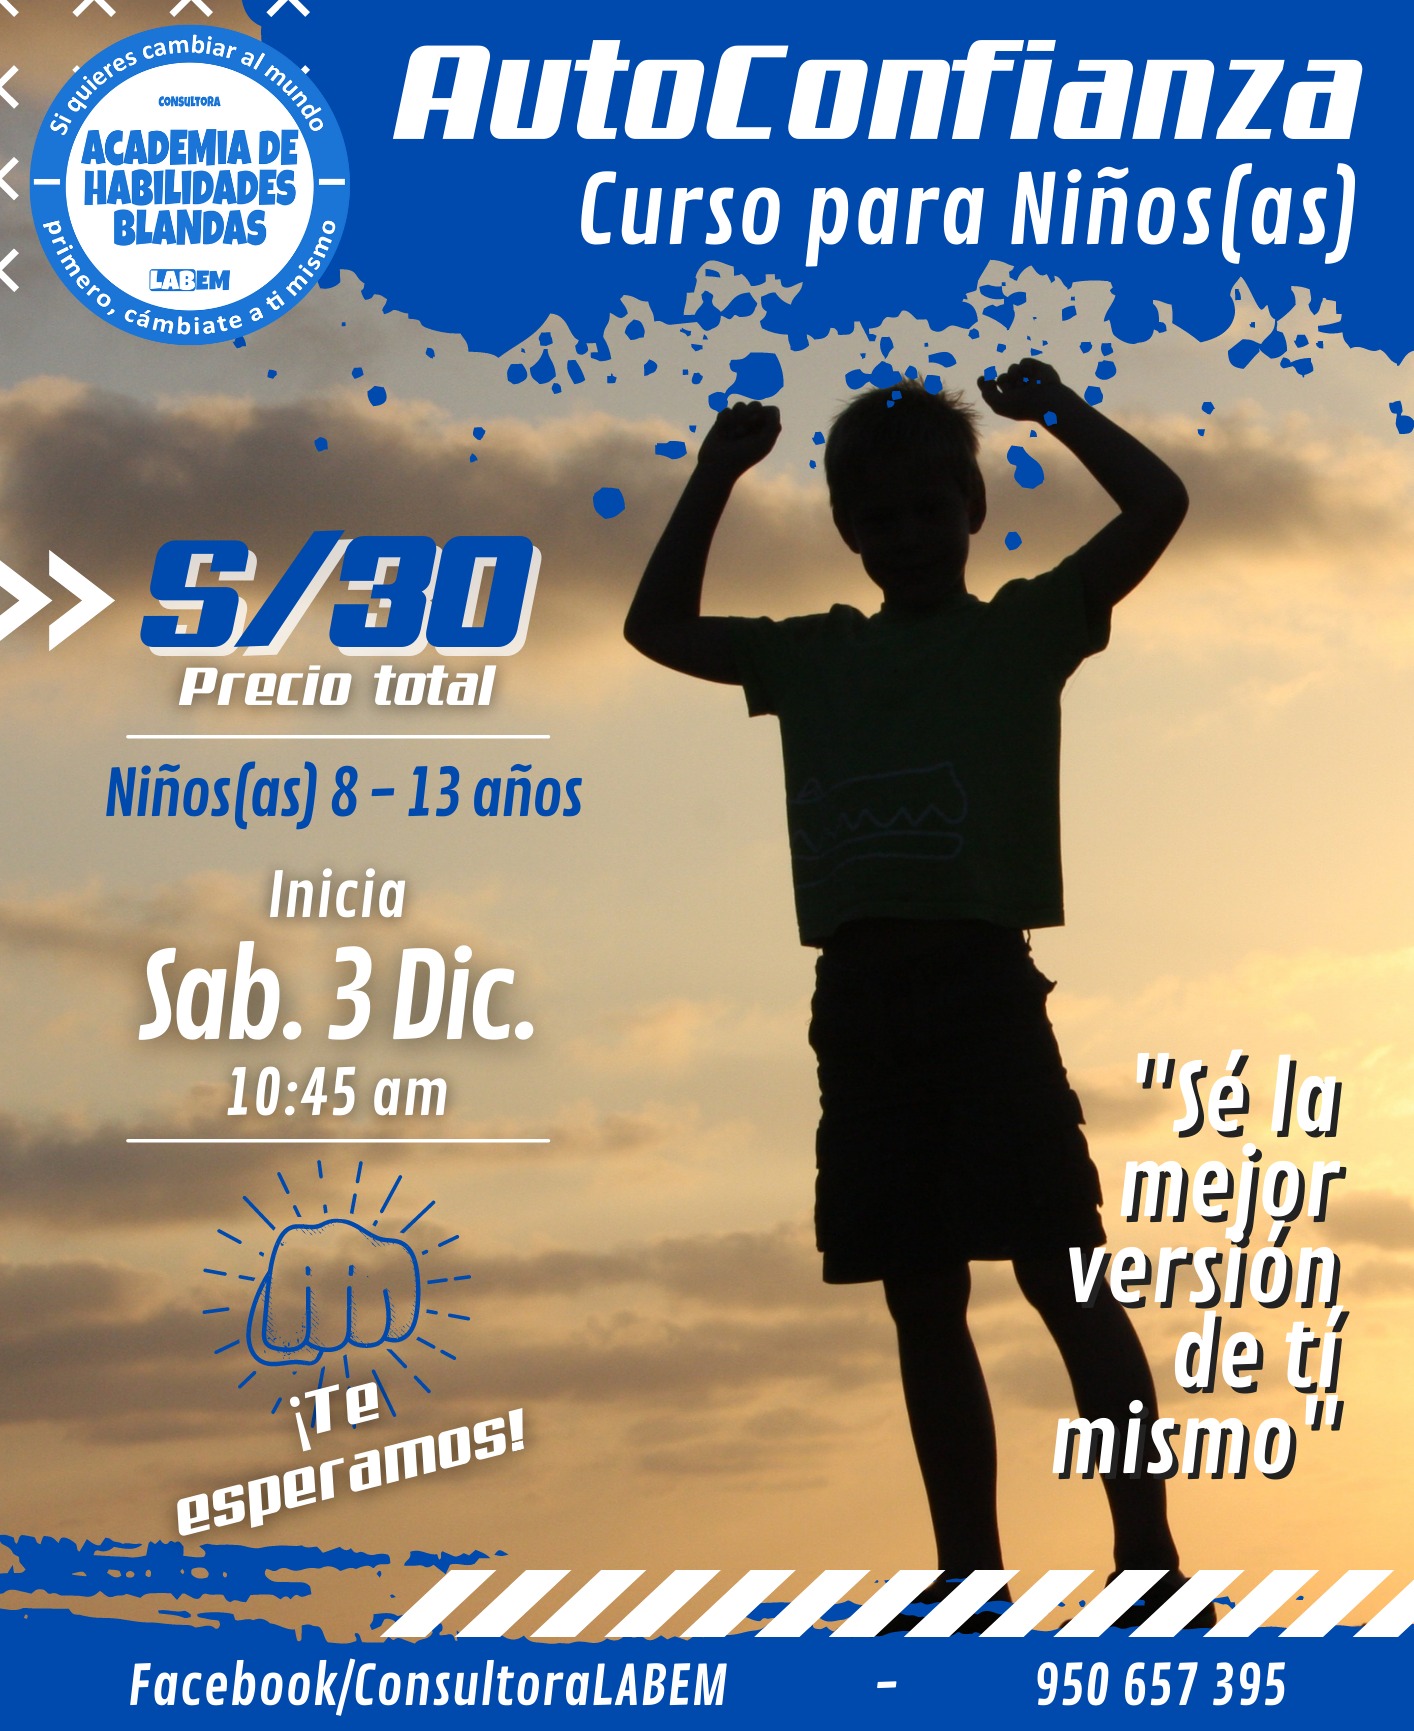 Si quieres cambiar al mundo
CONSULTORA
ACADEMIA DE
HABILIDADES
BLANDAS
LABEM
primero, cámbiate a ti mismo
AutoConfianza
Curso para Niños(as)
S/30
Precio total
Niños(as) 8 - 13 años
Inicia
Sab. 3 Dic.
10:45 am
¡Te
esperamos!
"Sé la
mejor
versión
de tí
mismo"
Facebook/ConsultoraLABEM - 950 657 395